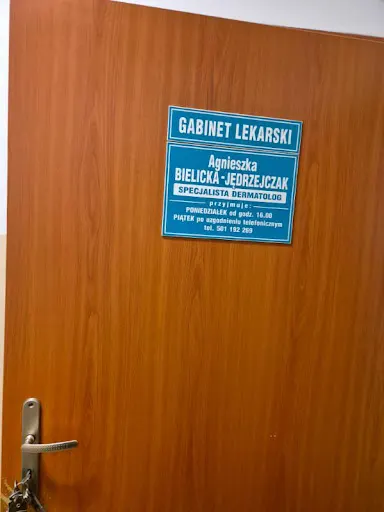 GABINET LEKARSKI
Agnieszka
BIELICKA-JĘDRZEJCZAK
SPECJALISTA DERMATOLOG
przyjmuje:
PONIEDZIAŁEK od godz. 16.00
PIĄTEK po uzgodnieniu telefonicznym
tel. 501 192 269